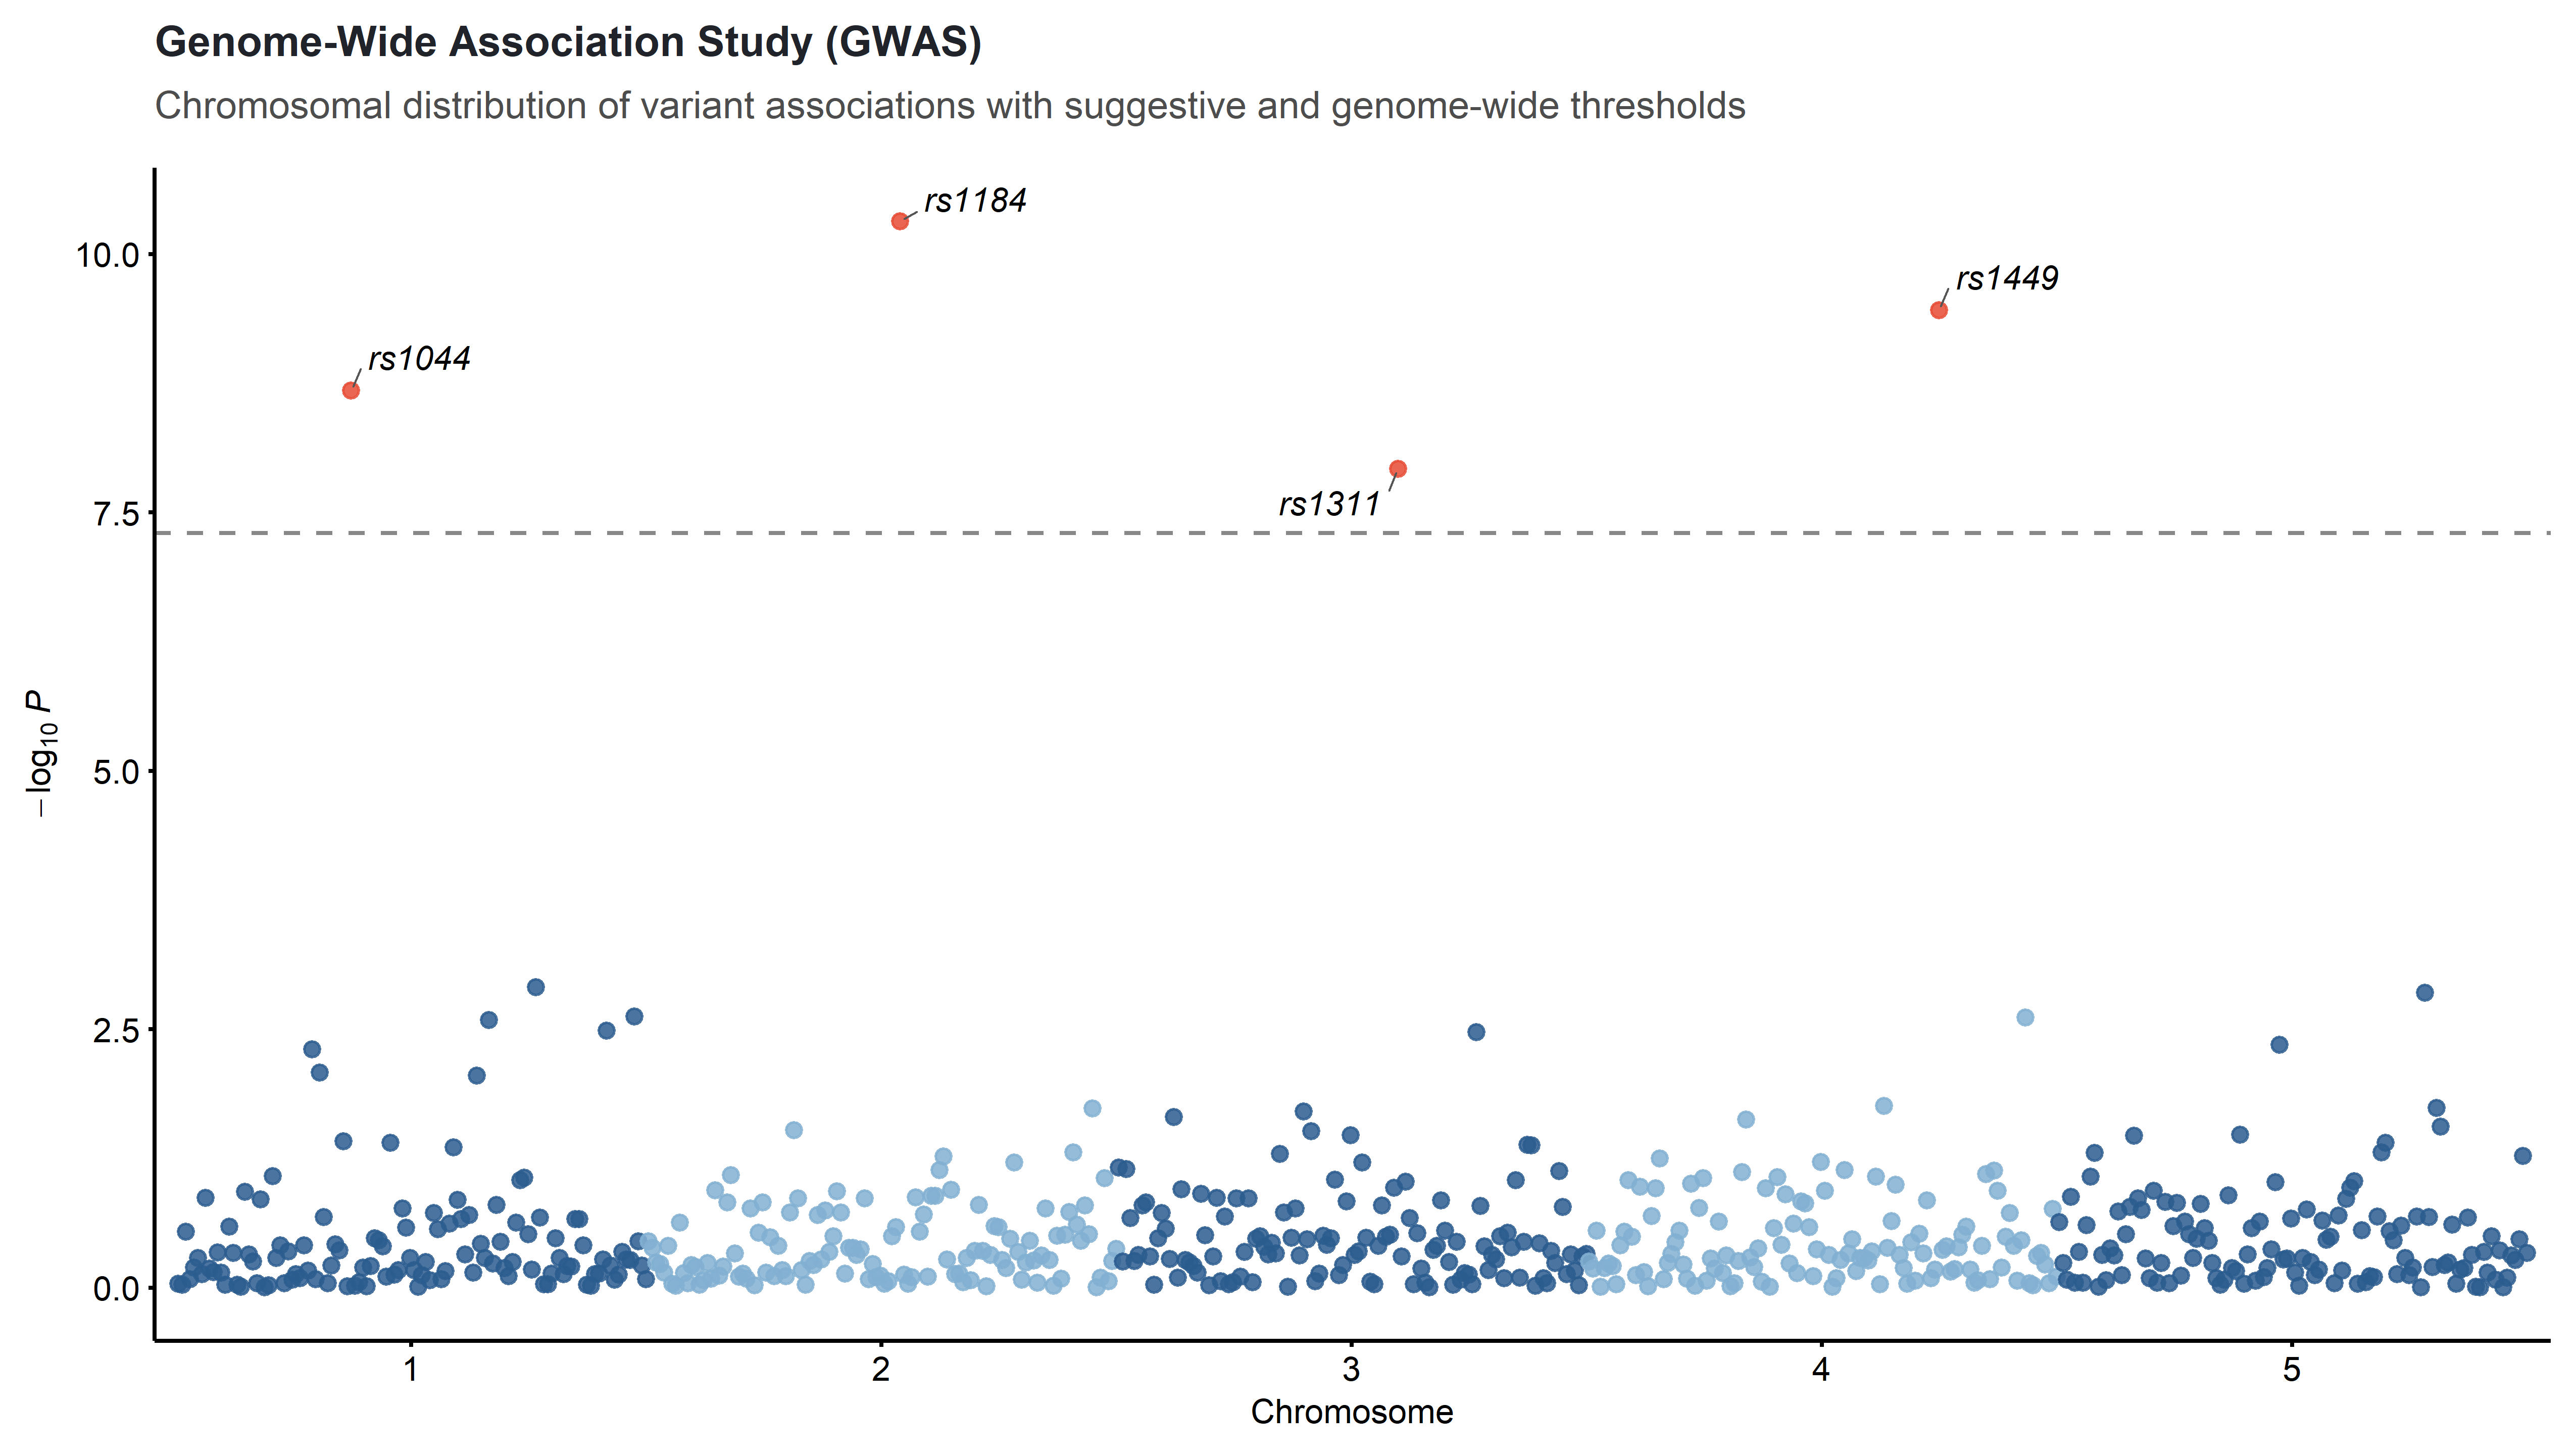 Genome-Wide Association Study (GWAS)
Chromosomal distribution of variant associations with suggestive and genome-wide thresholds
rs1184
10.0
rs1449
rs1044
rs1311
7.5
−log10 P
5.0
2.5
0.0
1 2 3 4 5
Chromosome